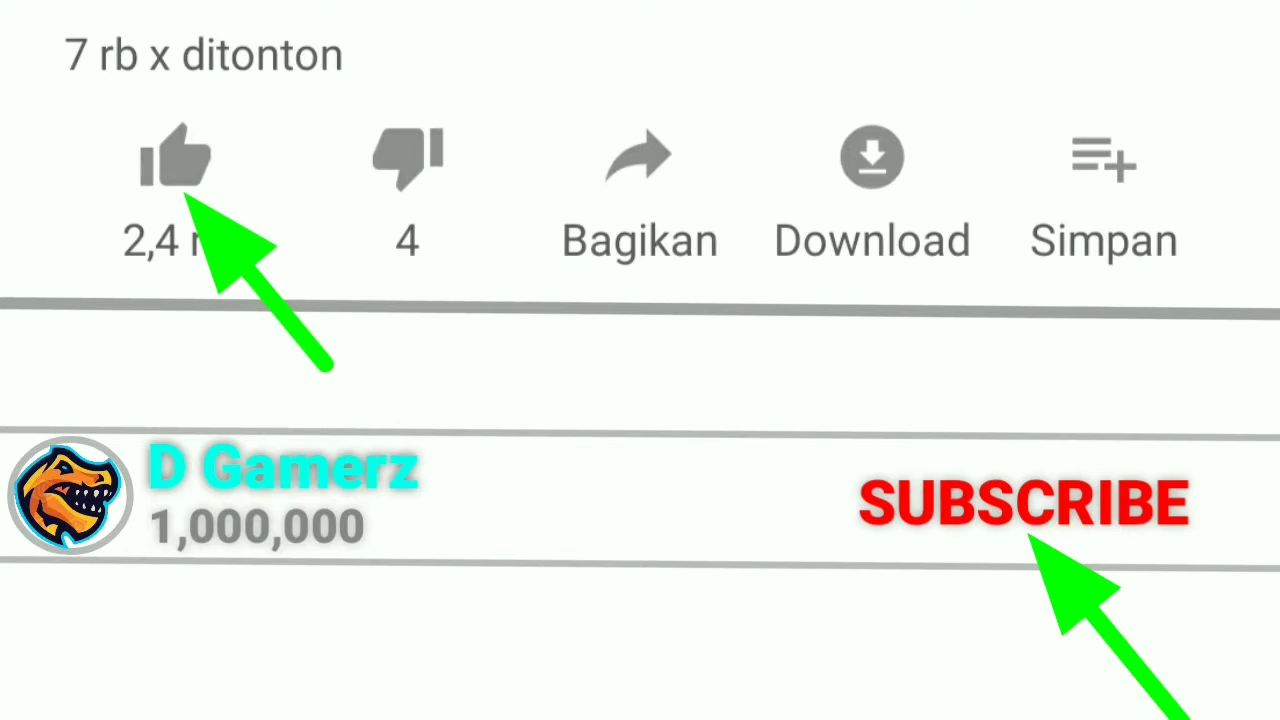 7 rb x ditonton
2,4
4
Bagikan
Download
Simpan
D Gamerz
1,000,000
SUBSCRIBE